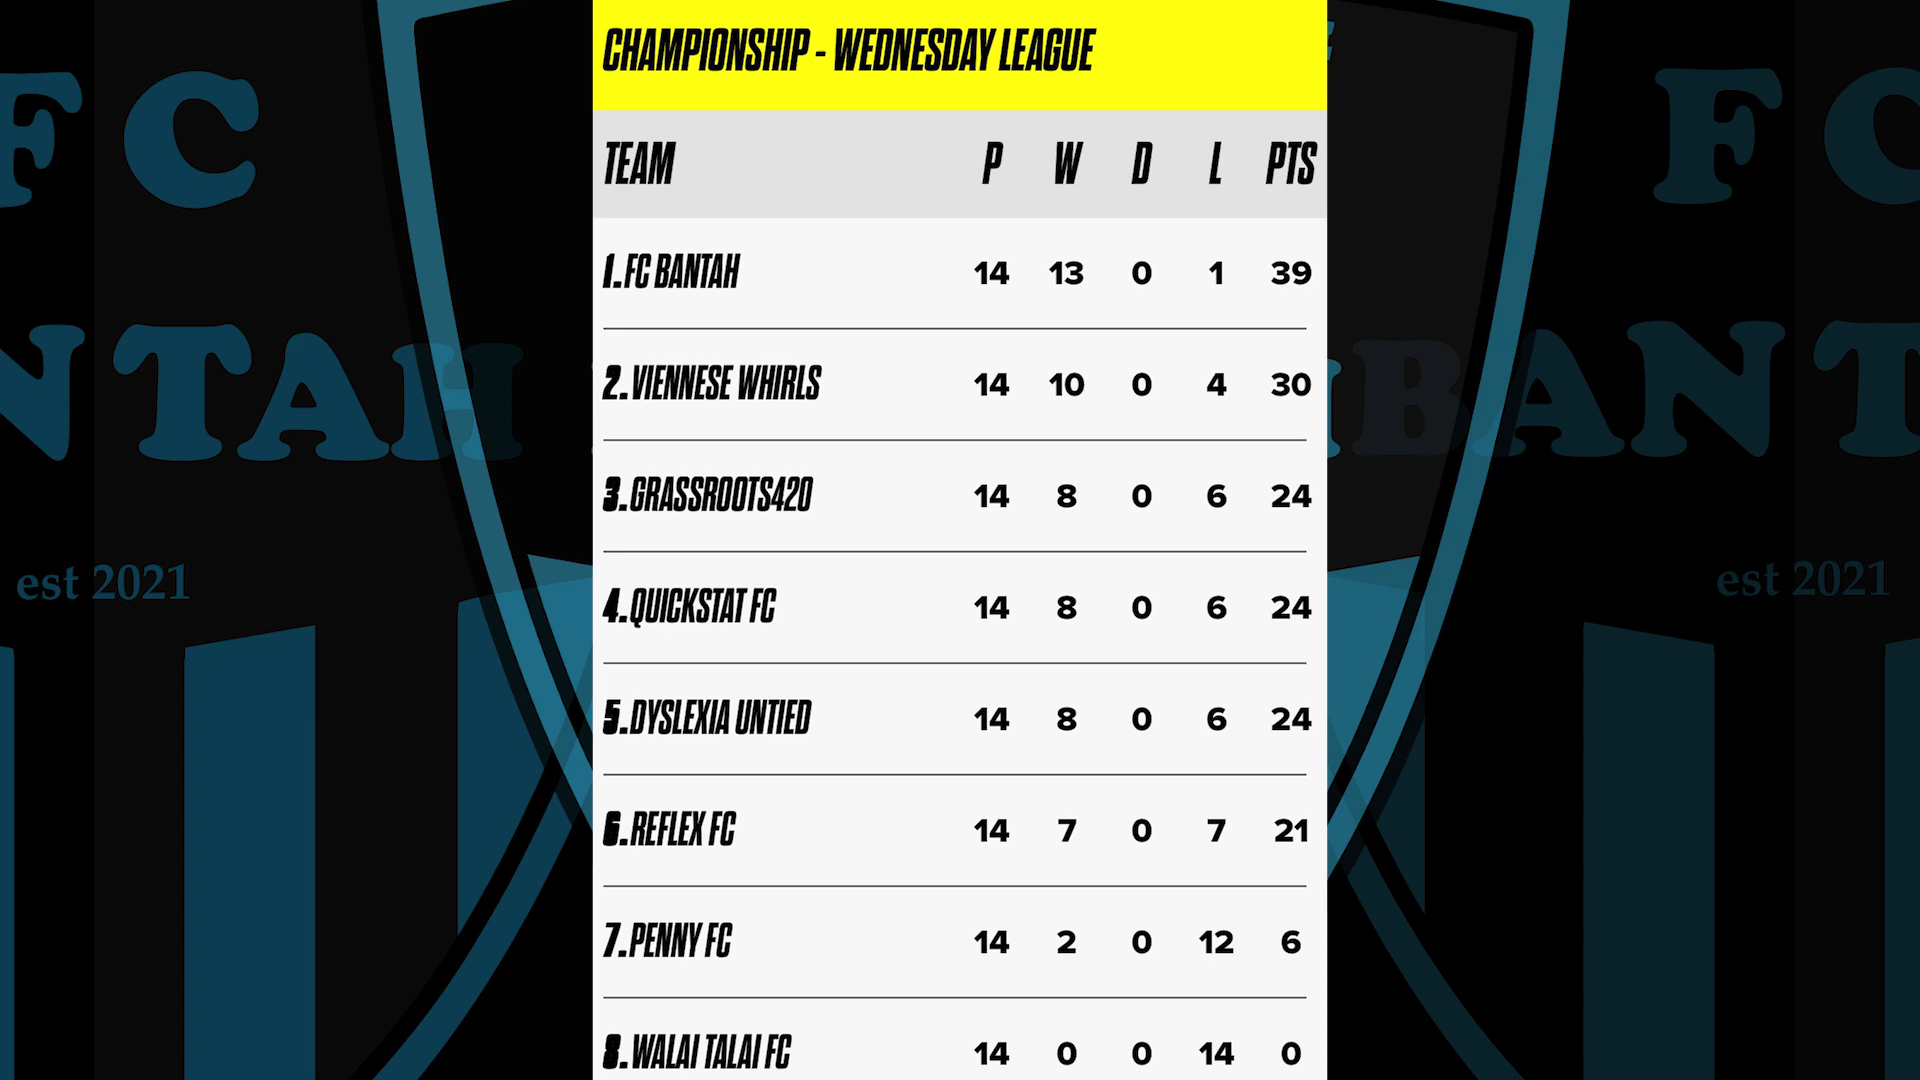 CHAMPIONSHIP - WEDNESDAY LEAGUE
TEAM P W D L PTS
1. FC BANTAH 14 13 0 1 39
2. VIENNESE WHIRLS 14 10 0 4 30
3. GRASSROOTS420 14 8 0 6 24
4. QUICKSTAT FC 14 8 0 6 24
5. DYSLEXIA UNTIED 14 8 0 6 24
6. REFLEX FC 14 7 0 7 21
7. PENNY FC 14 2 0 12 6
8. WALAI TALAI FC 14 0 0 14 0
FC
NTAH
est 2021
FC
BANT
est 2021